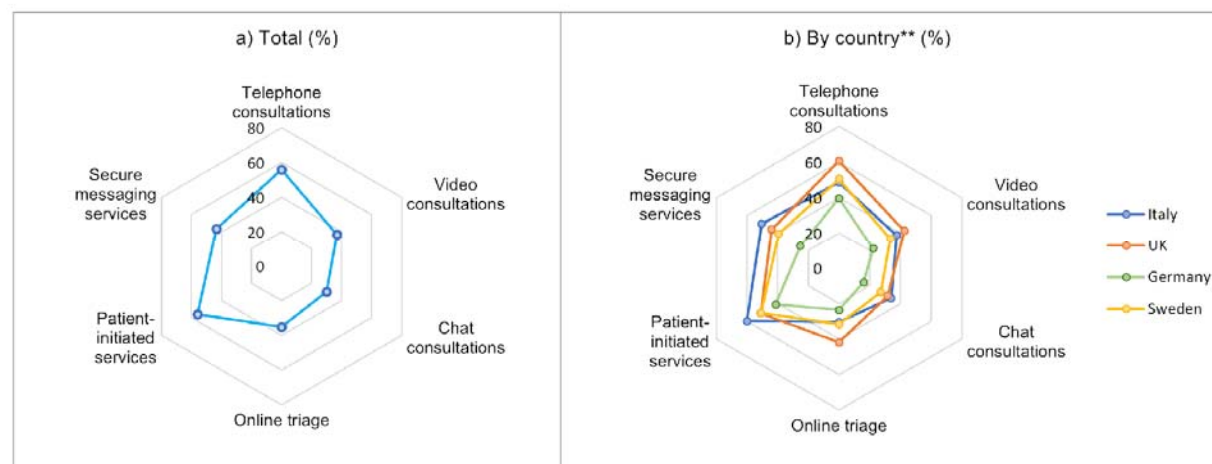 a) Total (%)
Telephone
consultations
80
60
40
20
0
Secure
messaging
services
Video
consultations
Patient-
initiated
services
Chat
consultations
Online triage
b) By country** (%)
Telephone
consultations
80
60
40
20
0
Secure
messaging
services
Video
consultations
Patient-
initiated
services
Chat
consultations
Online triage
Italy
UK
Germany
Sweden